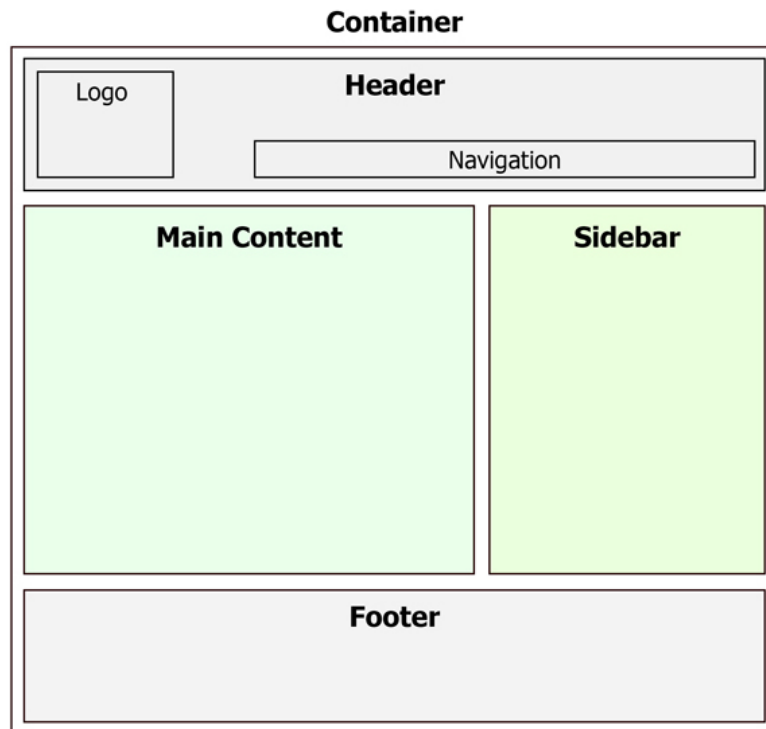 Container
Header
Logo
Navigation
Main Content
Sidebar
Footer